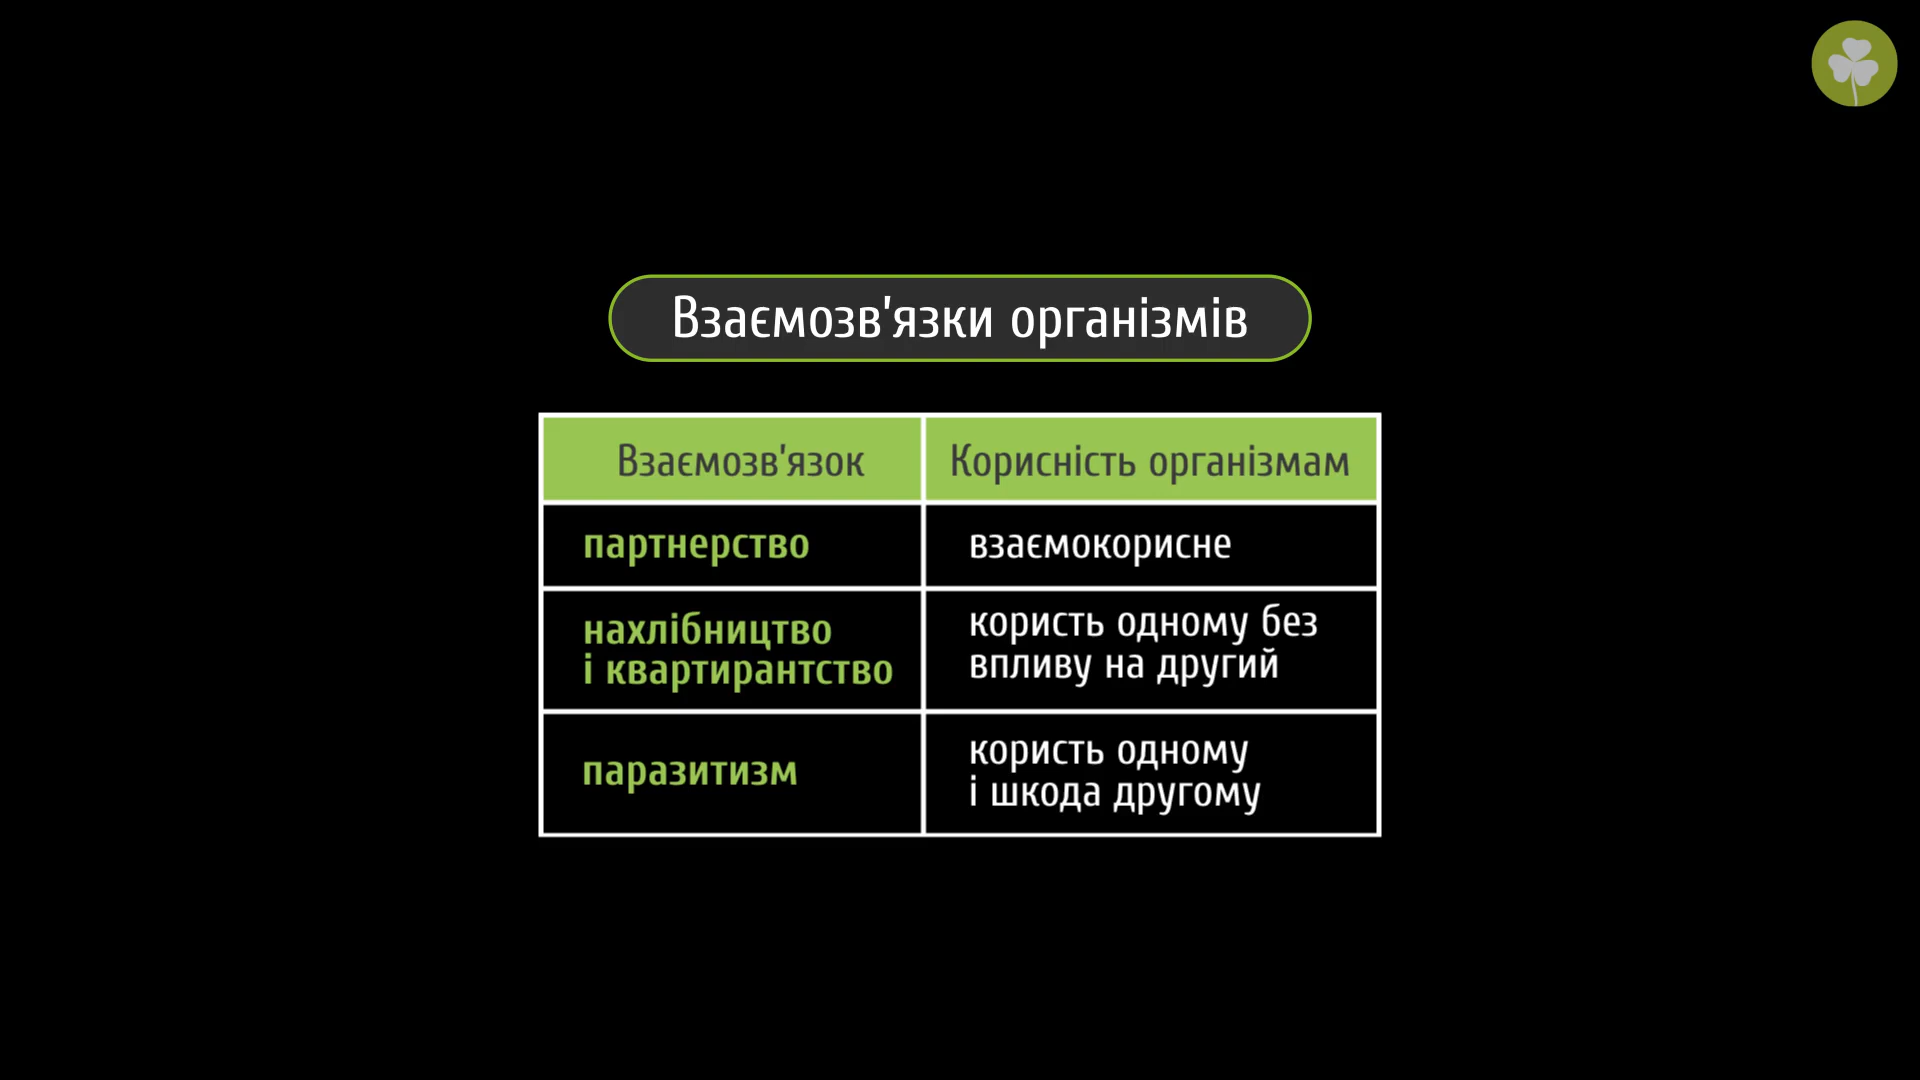 Взаємозв'язки організмів
Взаємозв'язок
Корисність організмам
партнерство
взаємокорисне
нахлібництво
і квартирантство
користь одному без
впливу на другий
паразитизм
користь одному
і шкода другому